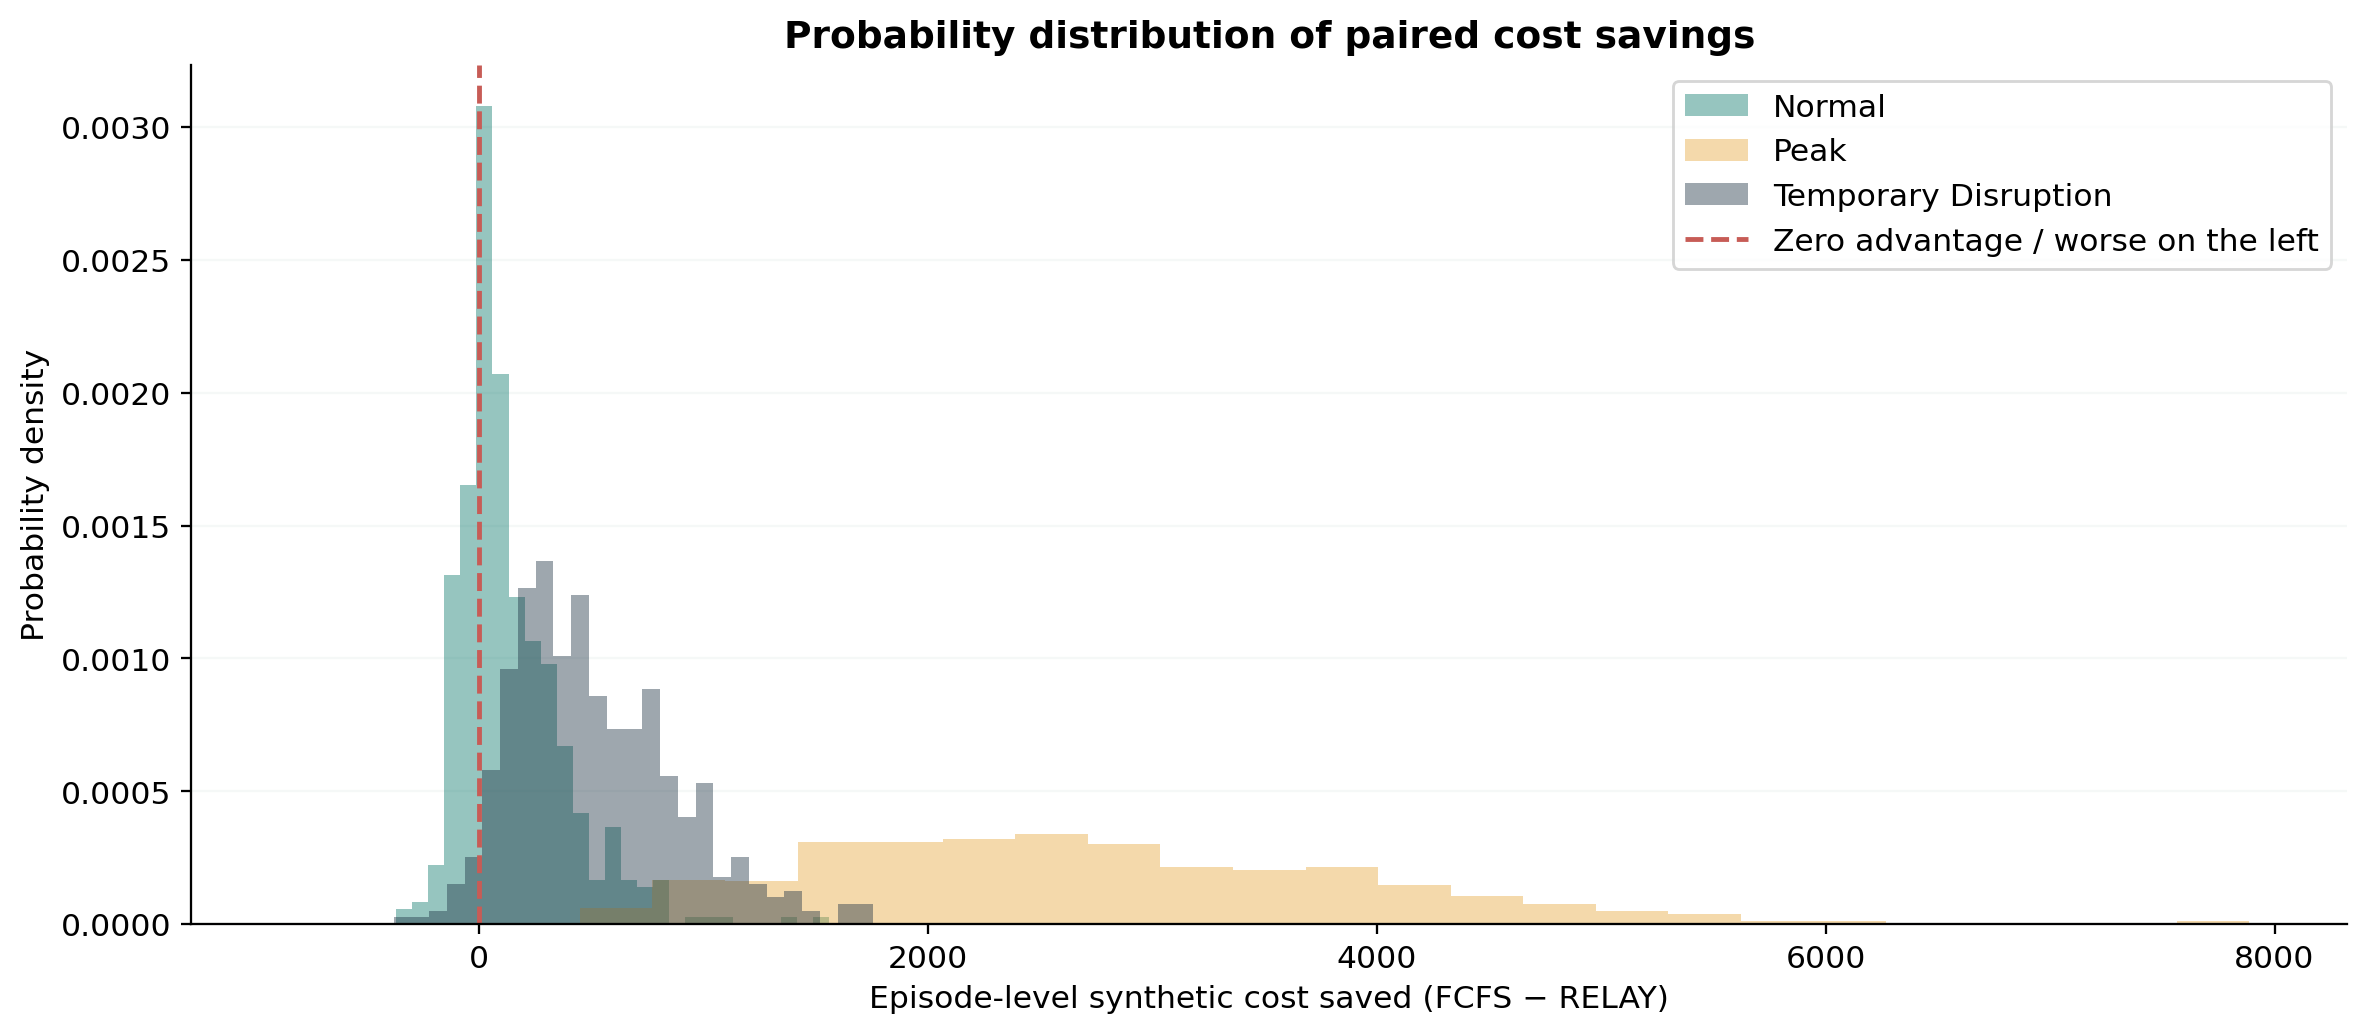 Probability distribution of paired cost savings
Normal
Peak
Temporary Disruption
Zero advantage / worse on the left
Probability density
0.0030
0.0025
0.0020
0.0015
0.0010
0.0005
0.0000
0
2000
4000
6000
8000
Episode-level synthetic cost saved (FCFS − RELAY)